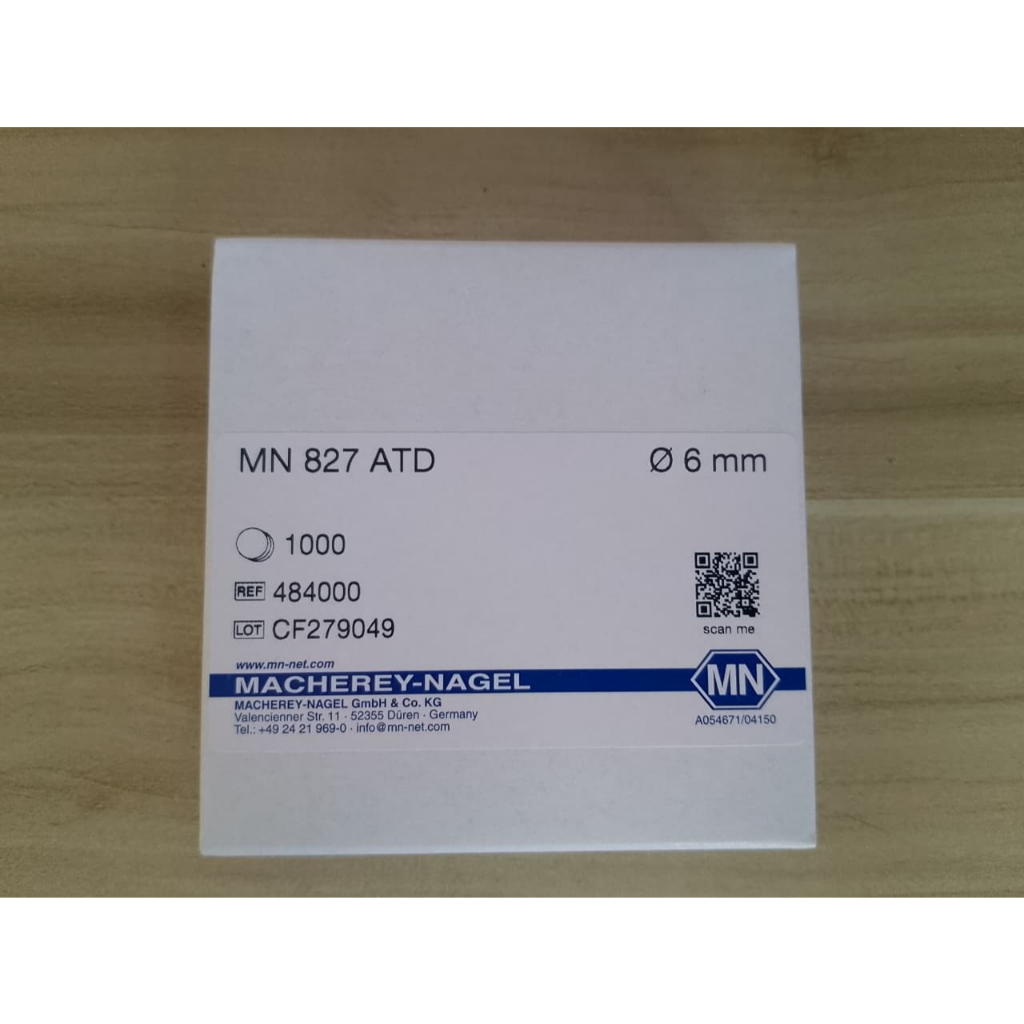 MN 827 ATD Ø 6 mm
1000
REF 484000
LOT CF279049
scan me
www.mn-net.com
MACHEREY-NAGEL
MN
MACHEREY-NAGEL GmbH & Co. KG
Valencienner Str. 11 · 52355 Düren · Germany
Tel.: +49 24 21 969-0 · info@mn-net.com
A054671/04150